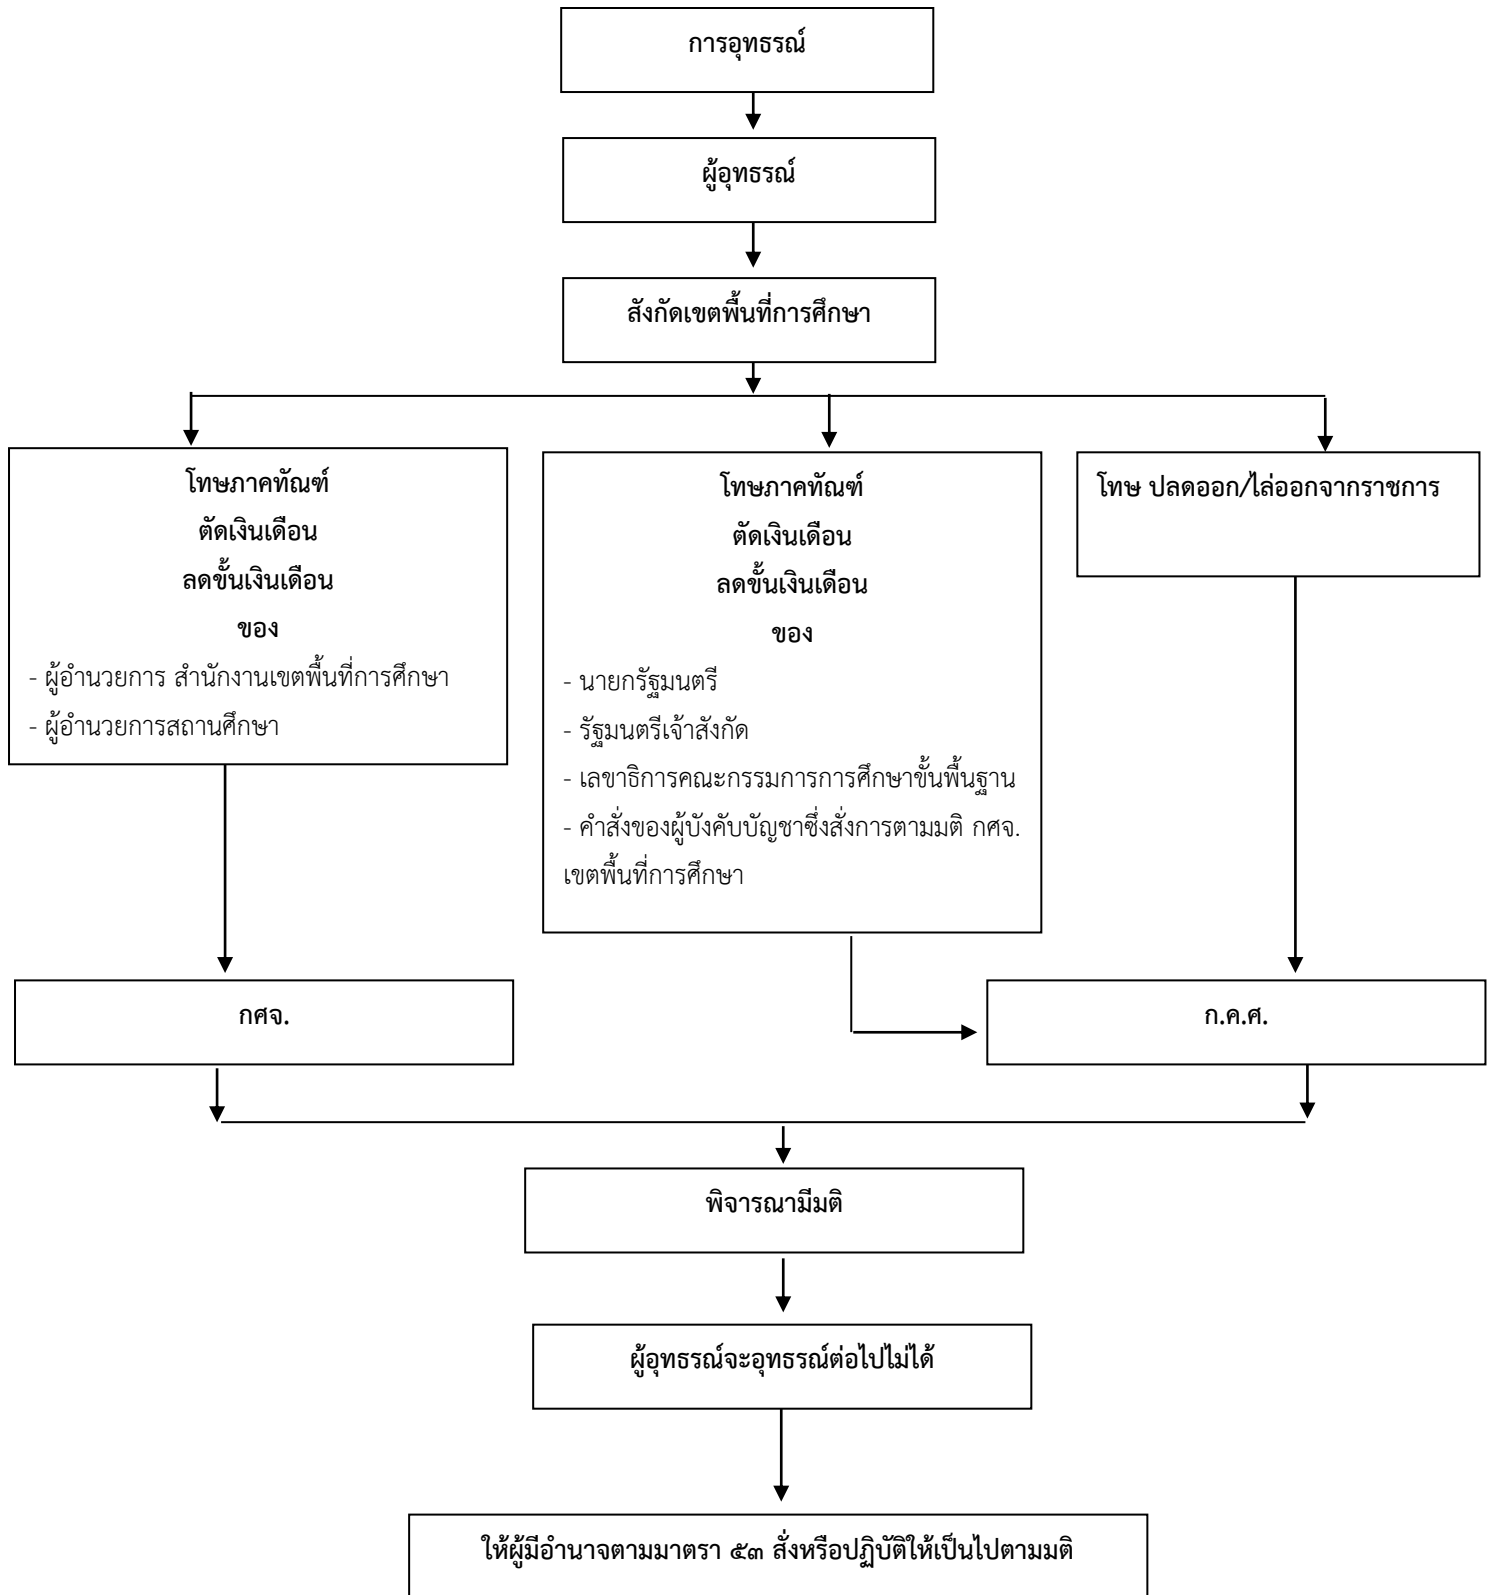 การอุทธรณ์
ผู้อุทธรณ์
สังกัดเขตพื้นที่การศึกษา
โทษภาคทัณฑ์
ตัดเงินเดือน
ลดขั้นเงินเดือน
ของ
- ผู้อำนวยการ สำนักงานเขตพื้นที่การศึกษา
- ผู้อำนวยการสถานศึกษา
โทษภาคทัณฑ์
ตัดเงินเดือน
ลดขั้นเงินเดือน
ของ
- นายกรัฐมนตรี
- รัฐมนตรีเจ้าสังกัด
- เลขาธิการคณะกรรมการการศึกษาขั้นพื้นฐาน
- คำสั่งของผู้บังคับบัญชาซึ่งสั่งการตามมติ กศจ.
เขตพื้นที่การศึกษา
โทษ ปลดออก/ไล่ออกจากราชการ
กศจ.
ก.ค.ศ.
พิจารณามีมติ
ผู้อุทธรณ์จะอุทธรณ์ต่อไปไม่ได้
ให้ผู้มีอำนาจตามมาตรา ๕๓ สั่งหรือปฏิบัติให้เป็นไปตามมติ